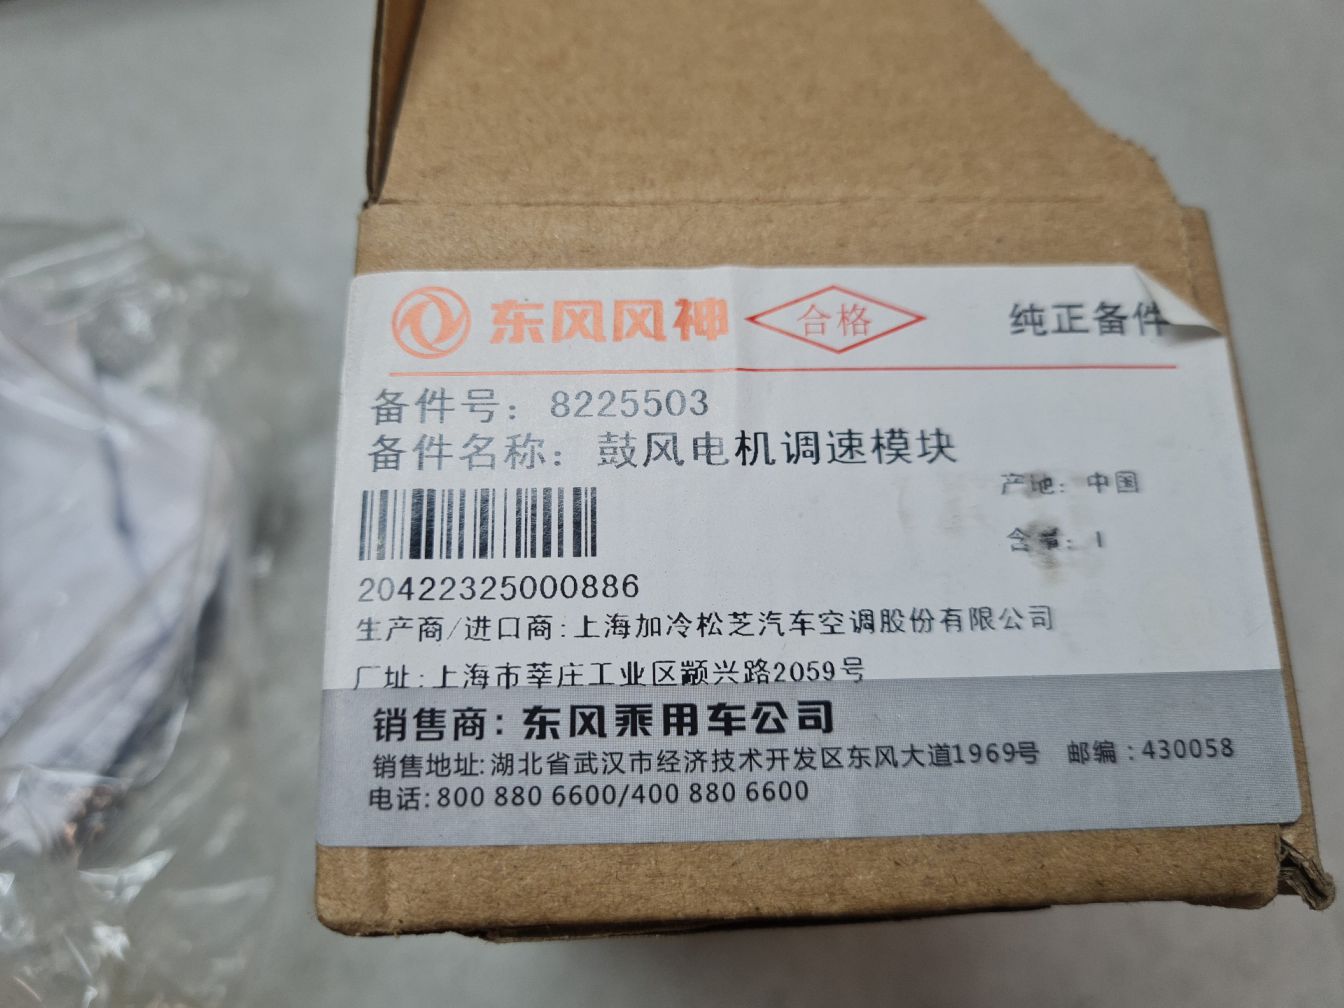 东风风神 合格 纯正备件
备件号: 8225503
备件名称: 鼓风电机调速模块
产地: 中国
含量: 1
20422325000886
生产商/进口商:上海加冷松芝汽车空调股份有限公司
厂址:上海市莘庄工业区颛兴路2059号
销售商: 东风乘用车公司
销售地址:湖北省武汉市经济技术开发区东风大道1969号 邮编:430058
电话:800 880 6600/400 880 6600